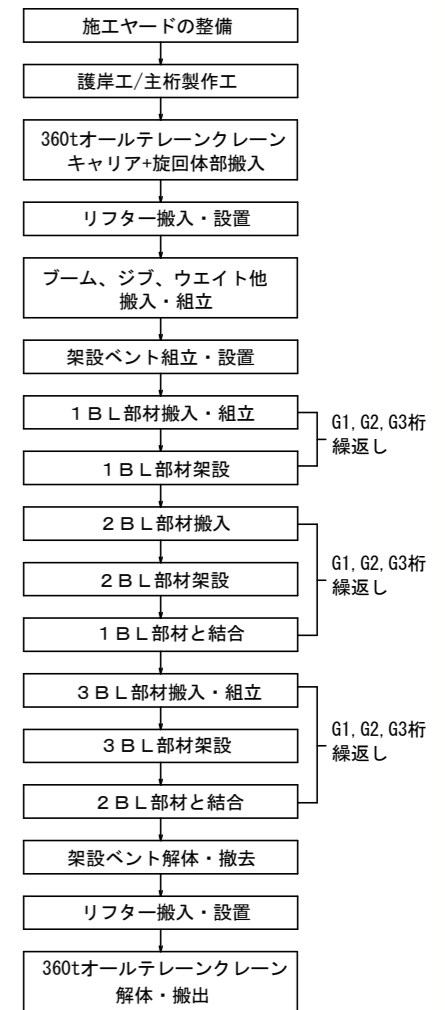 施工ヤードの整備
護岸工/主桁製作工
360tオールテレーンクレーン
キャリア+旋回体部搬入
リフター搬入・設置
ブーム、ジブ、ウエイト他
搬入・組立
架設ベント組立・設置
１ＢＬ部材搬入・組立
１ＢＬ部材架設
G1,G2,G3桁
繰返し
２ＢＬ部材搬入
２ＢＬ部材架設
１ＢＬ部材と結合
G1,G2,G3桁
繰返し
３ＢＬ部材搬入・組立
３ＢＬ部材架設
２ＢＬ部材と結合
G1,G2,G3桁
繰返し
架設ベント解体・撤去
リフター搬入・設置
360tオールテレーンクレーン
解体・搬出